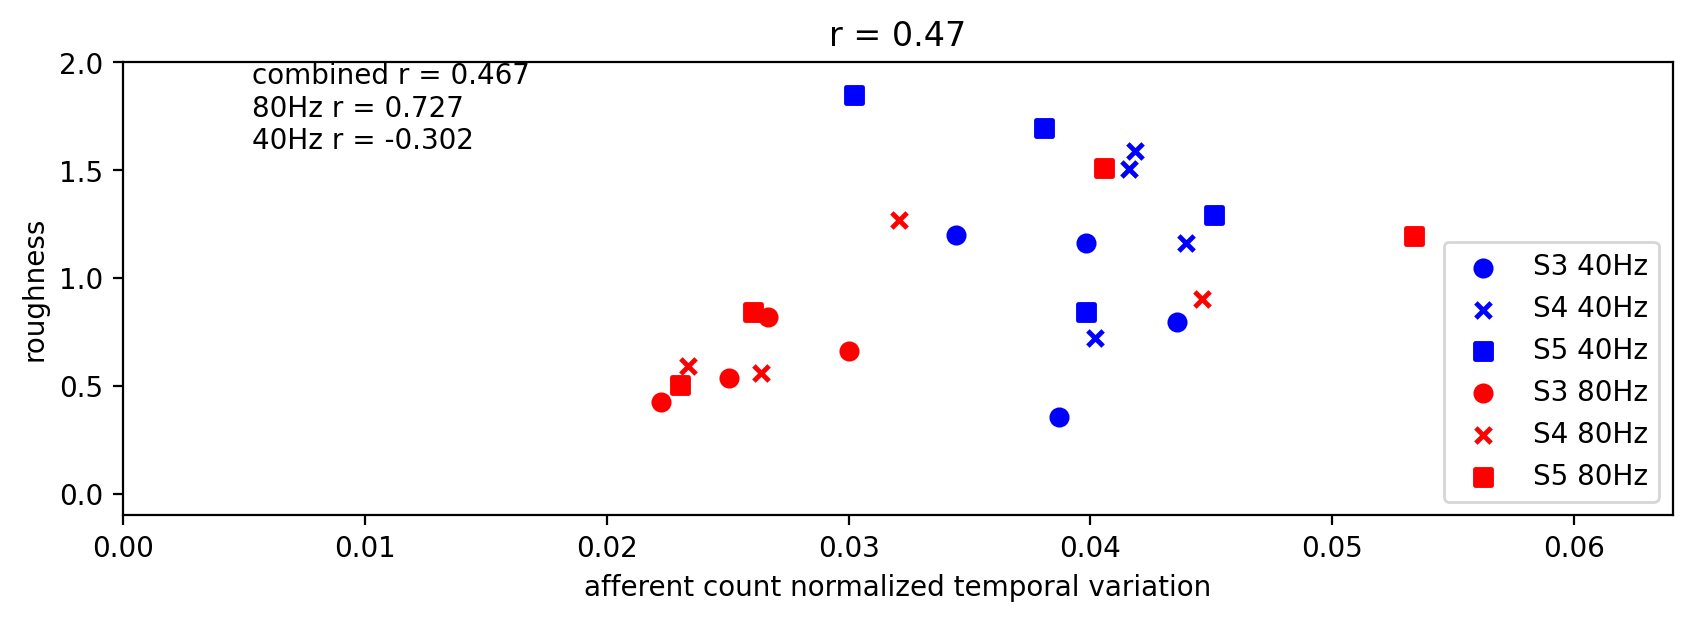 r = 0.47
combined r = 0.467
80Hz r = 0.727
40Hz r = -0.302
2.0
1.5
1.0
0.5
0.0
roughness
S3 40Hz
S4 40Hz
S5 40Hz
S3 80Hz
S4 80Hz
S5 80Hz
0.00 0.01 0.02 0.03 0.04 0.05 0.06
afferent count normalized temporal variation